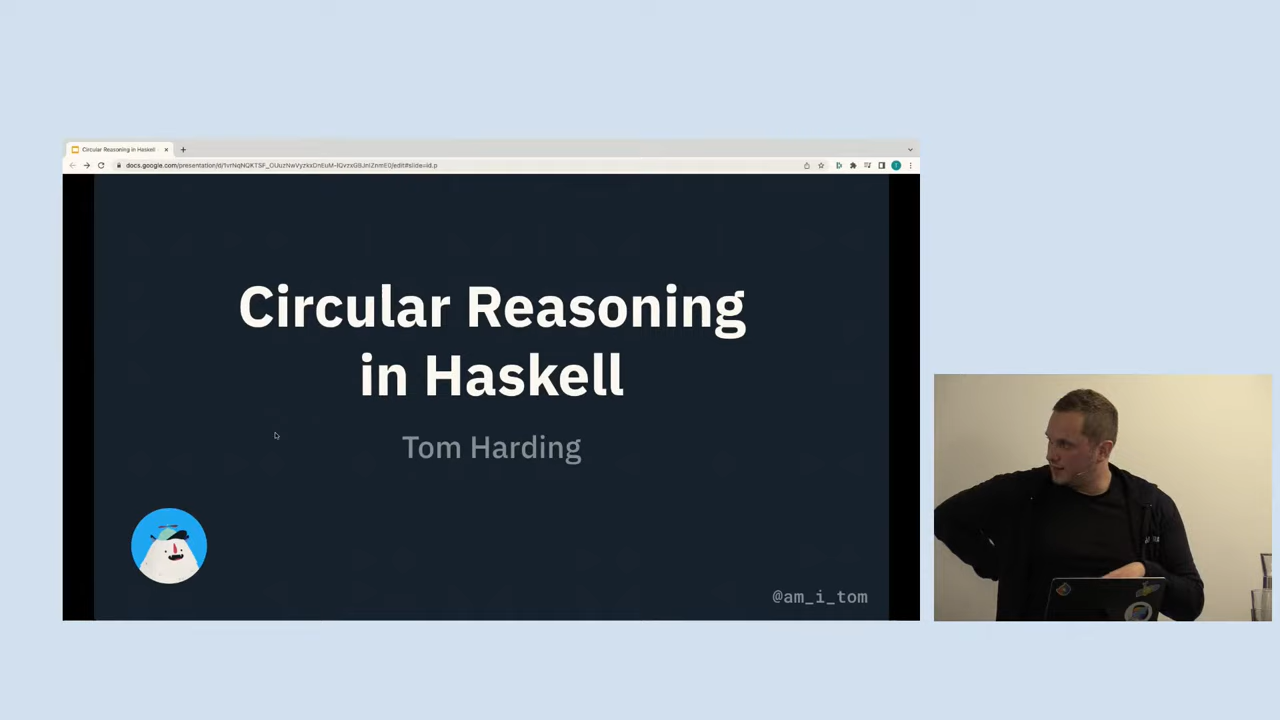 Circular Reasoning in Haskell
Circular Reasoning
in Haskell
Tom Harding
@am_i_tom